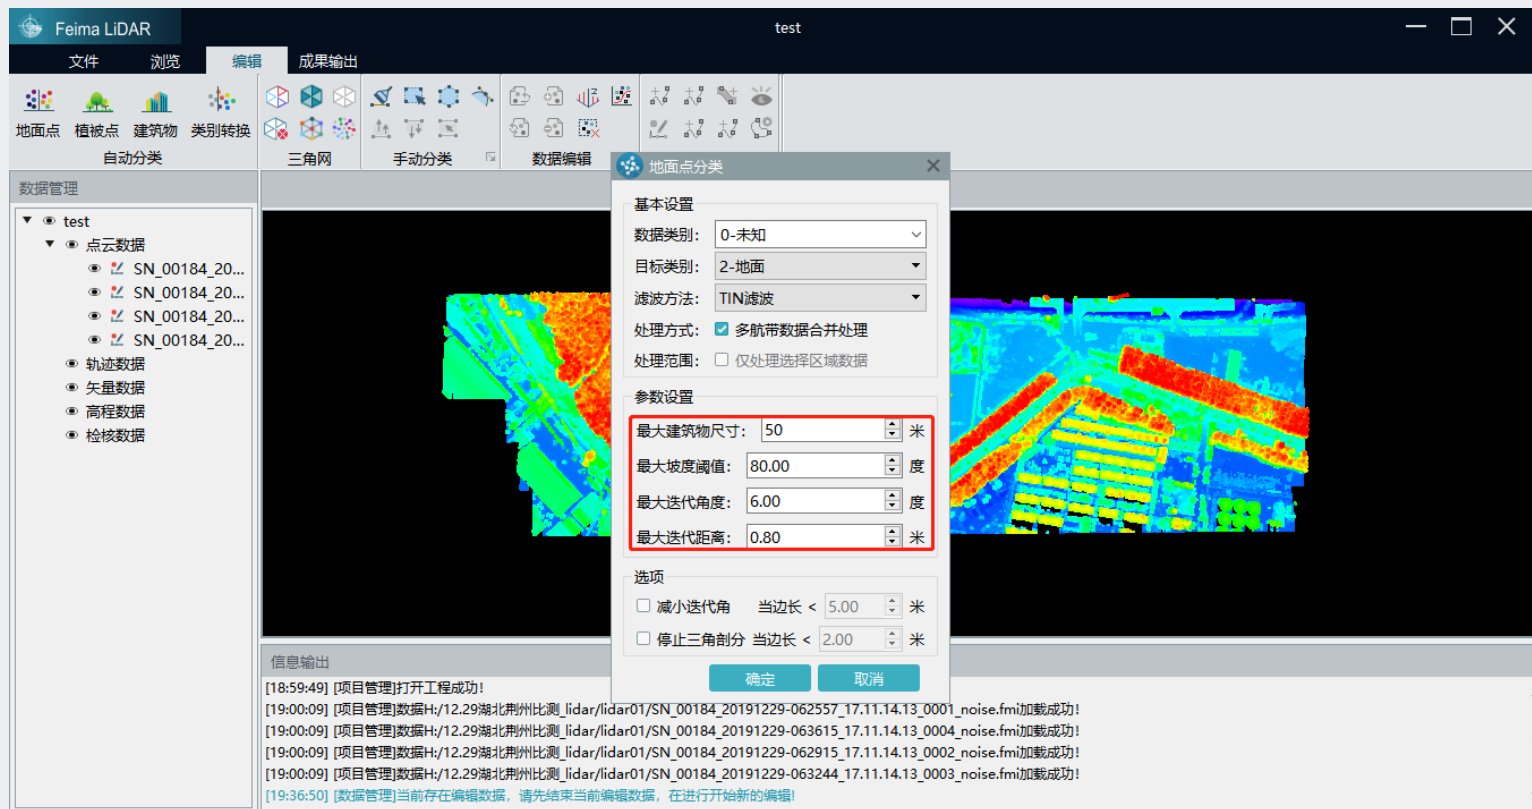 Feima LiDAR
test
文件 浏览 编辑 成果输出
地面点 植被点 建筑物 类别转换
自动分类 三角网 手动分类 数据编辑
数据管理
test
点云数据
SN_00184_20...
SN_00184_20...
SN_00184_20...
SN_00184_20...
轨迹数据
矢量数据
高程数据
检核数据
地面点分类
基本设置
数据类别: 0-未知
目标类别: 2-地面
滤波方法: TIN滤波
处理方式: 多航带数据合并处理
处理范围: 仅处理选择区域数据
参数设置
最大建筑物尺寸: 50 米
最大坡度阈值: 80.00 度
最大迭代角度: 6.00 度
最大迭代距离: 0.80 米
选项
减小迭代角 当边长 < 5.00 米
停止三角剖分 当边长 < 2.00 米
确定 取消
信息输出
[18:59:49] [项目管理]打开工程成功!
[19:00:09] [项目管理]数据H:/12.29湖北荆州比测_lidar/lidar01/SN_00184_20191229-062557_17.11.14.13_0001_noise.fmi加载成功!
[19:00:09] [项目管理]数据H:/12.29湖北荆州比测_lidar/lidar01/SN_00184_20191229-063615_17.11.14.13_0004_noise.fmi加载成功!
[19:00:09] [项目管理]数据H:/12.29湖北荆州比测_lidar/lidar01/SN_00184_20191229-062915_17.11.14.13_0002_noise.fmi加载成功!
[19:00:09] [项目管理]数据H:/12.29湖北荆州比测_lidar/lidar01/SN_00184_20191229-063244_17.11.14.13_0003_noise.fmi加载成功!
[19:36:50] [数据管理]当前存在编辑数据，请先结束当前编辑数据，在进行开始新的编辑!